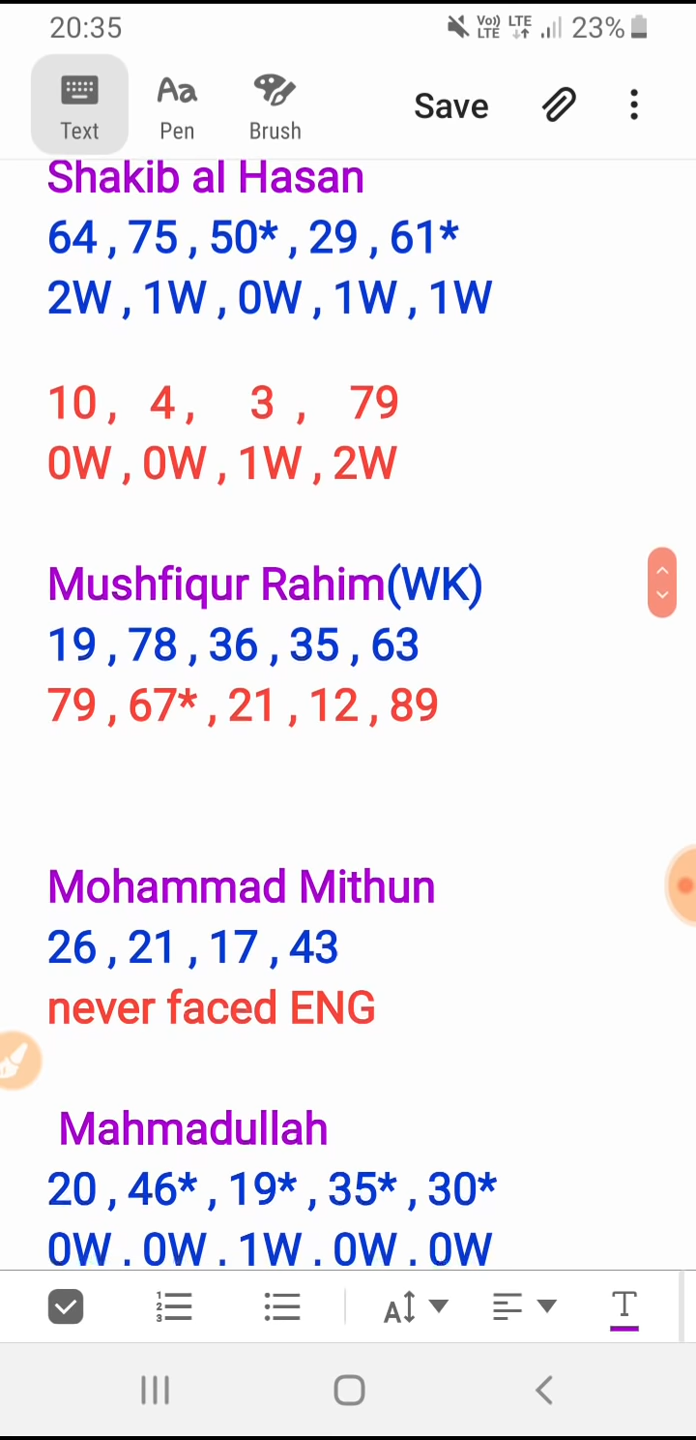 20:35 Vo)) LTE LTE 23%
Text Pen Brush Save
Shakib al Hasan
64 , 75 , 50* , 29 , 61*
2W , 1W , 0W , 1W , 1W
10 , 4 , 3 , 79
0W , 0W , 1W , 2W
Mushfiqur Rahim(WK)
19 , 78 , 36 , 35 , 63
79 , 67* , 21 , 12 , 89
Mohammad Mithun
26 , 21 , 17 , 43
never faced ENG
Mahmadullah
20 , 46* , 19* , 35* , 30*
0W . 0W . 1W . 0W . 0W